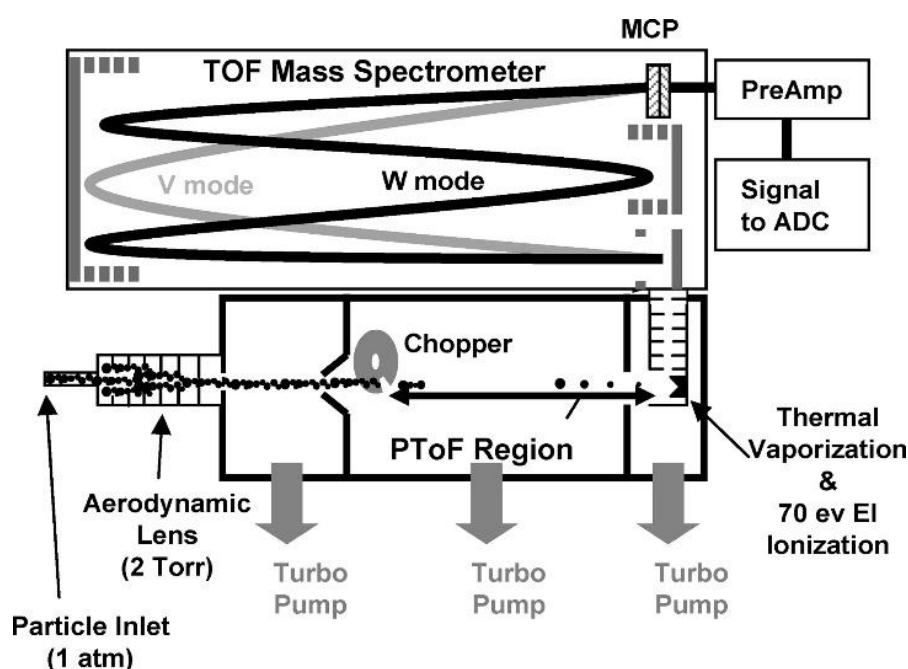 MCP
TOF Mass Spectrometer
PreAmp
V mode
W mode
Signal
to ADC
Chopper
PToF Region
Thermal
Vaporization
&
70 ev EI
Ionization
Aerodynamic
Lens
(2 Torr)
Turbo
Pump
Turbo
Pump
Turbo
Pump
Particle Inlet
(1 atm)